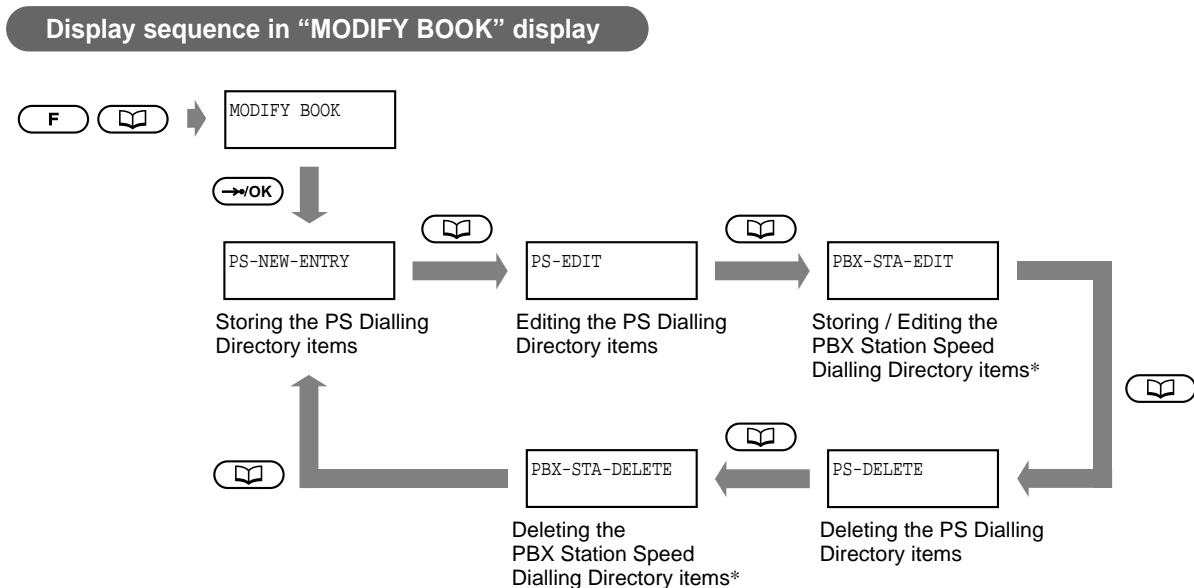 Display sequence in “MODIFY BOOK” display
F
MODIFY BOOK
/OK
PS-NEW-ENTRY
PS-EDIT
PBX-STA-EDIT
Storing the PS Dialling
Directory items
Editing the PS Dialling
Directory items
Storing / Editing the
PBX Station Speed
Dialling Directory items*
PBX-STA-DELETE
PS-DELETE
Deleting the
PBX Station Speed
Dialling Directory items*
Deleting the PS Dialling
Directory items